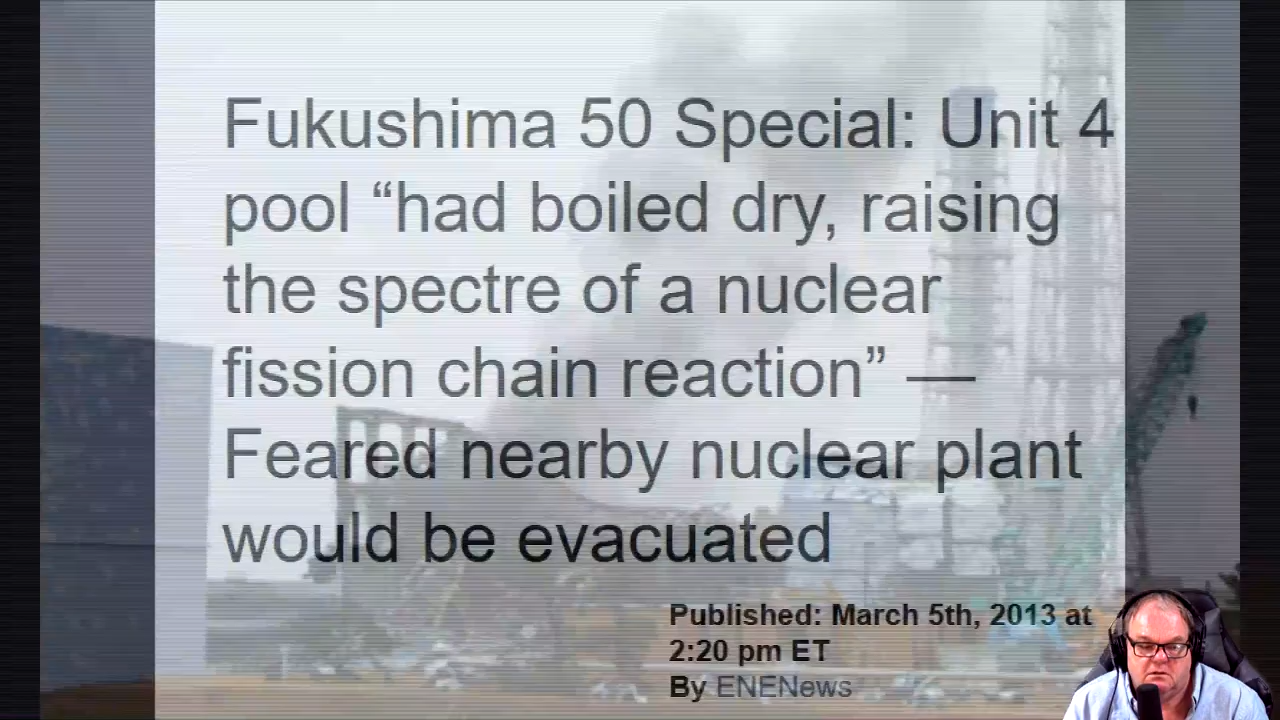 Fukushima 50 Special: Unit 4
pool “had boiled dry, raising
the spectre of a nuclear
fission chain reaction” —
Feared nearby nuclear plant
would be evacuated
Published: March 5th, 2013 at
2:20 pm ET
By ENENews